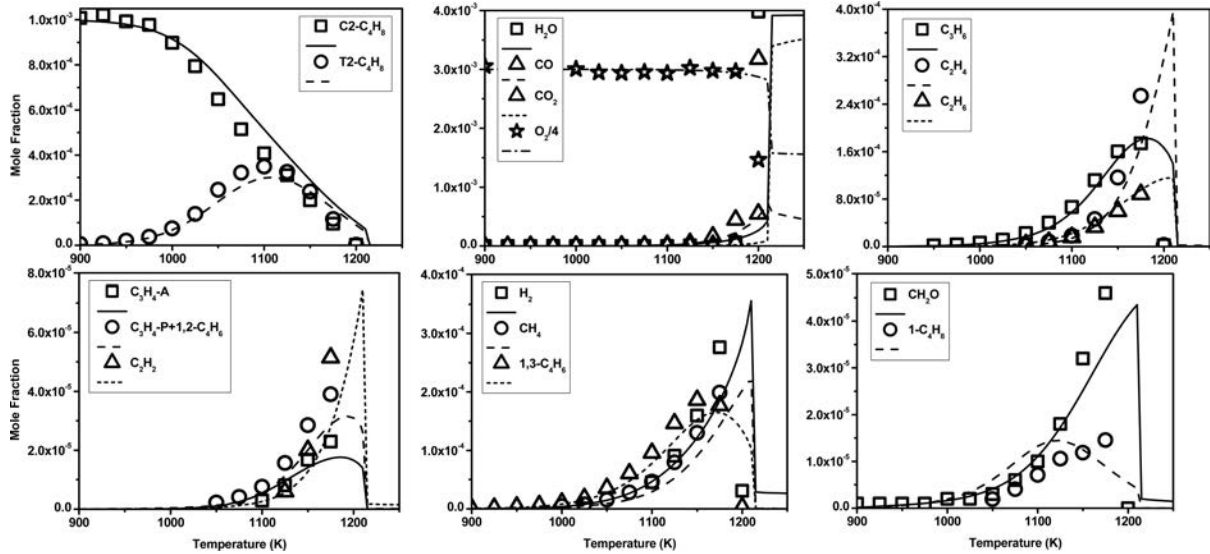 1.0x10⁻³
8.0x10⁻⁴
6.0x10⁻⁴
4.0x10⁻⁴
2.0x10⁻⁴
0.0
Mole Fraction
C2-C₄H₈
T2-C₄H₈
900 1000 1100 1200
4.0x10⁻³
3.0x10⁻³
2.0x10⁻³
1.0x10⁻³
0.0
H₂O
CO
CO₂
O₂/4
900 1000 1100 1200
4.0x10⁻⁴
3.2x10⁻⁴
2.4x10⁻⁴
1.6x10⁻⁴
8.0x10⁻⁵
0.0
C₃H₆
C₂H₄
C₂H₆
900 1000 1100 1200
8.0x10⁻⁵
6.0x10⁻⁵
4.0x10⁻⁵
2.0x10⁻⁵
0.0
Mole Fraction
C₃H₄-A
C₃H₄-P+1,2-C₄H₆
C₂H₂
900 1000 1100 1200
Temperature (K)
4.0x10⁻⁴
3.0x10⁻⁴
2.0x10⁻⁴
1.0x10⁻⁴
0.0
H₂
CH₄
1,3-C₄H₆
900 1000 1100 1200
Temperature (K)
5.0x10⁻⁵
4.0x10⁻⁵
3.0x10⁻⁵
2.0x10⁻⁵
1.0x10⁻⁵
0.0
CH₂O
1-C₄H₈
900 1000 1100 1200
Temperature (K)